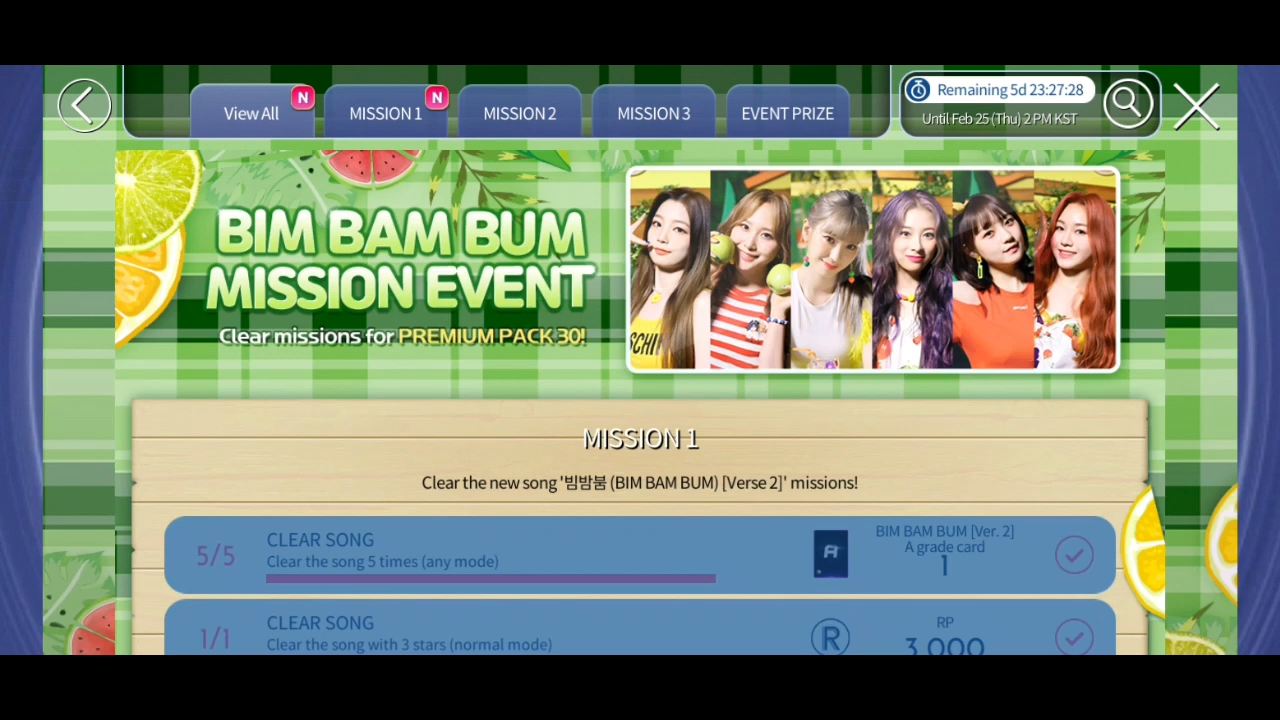 View All
N
MISSION 1
N
MISSION 2
MISSION 3
EVENT PRIZE
Remaining 5d 23:27:28
Until Feb 25 (Thu) 2 PM KST
BIM BAM BUM
MISSION EVENT
Clear missions for PREMIUM PACK 30!
SCHI
MISSION 1
Clear the new song '빔밤붐 (BIM BAM BUM) [Verse 2]' missions!
5/5
CLEAR SONG
Clear the song 5 times (any mode)
BIM BAM BUM [Ver. 2]
A grade card
1
1/1
CLEAR SONG
Clear the song with 3 stars (normal mode)
R
RP
3,000